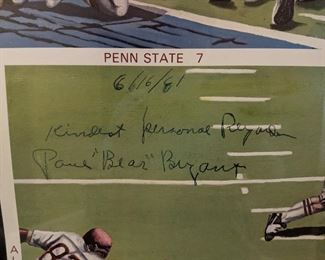 PENN STATE 7
6/16/81
Kindest personal Regards
Paul "Bear" Bryant